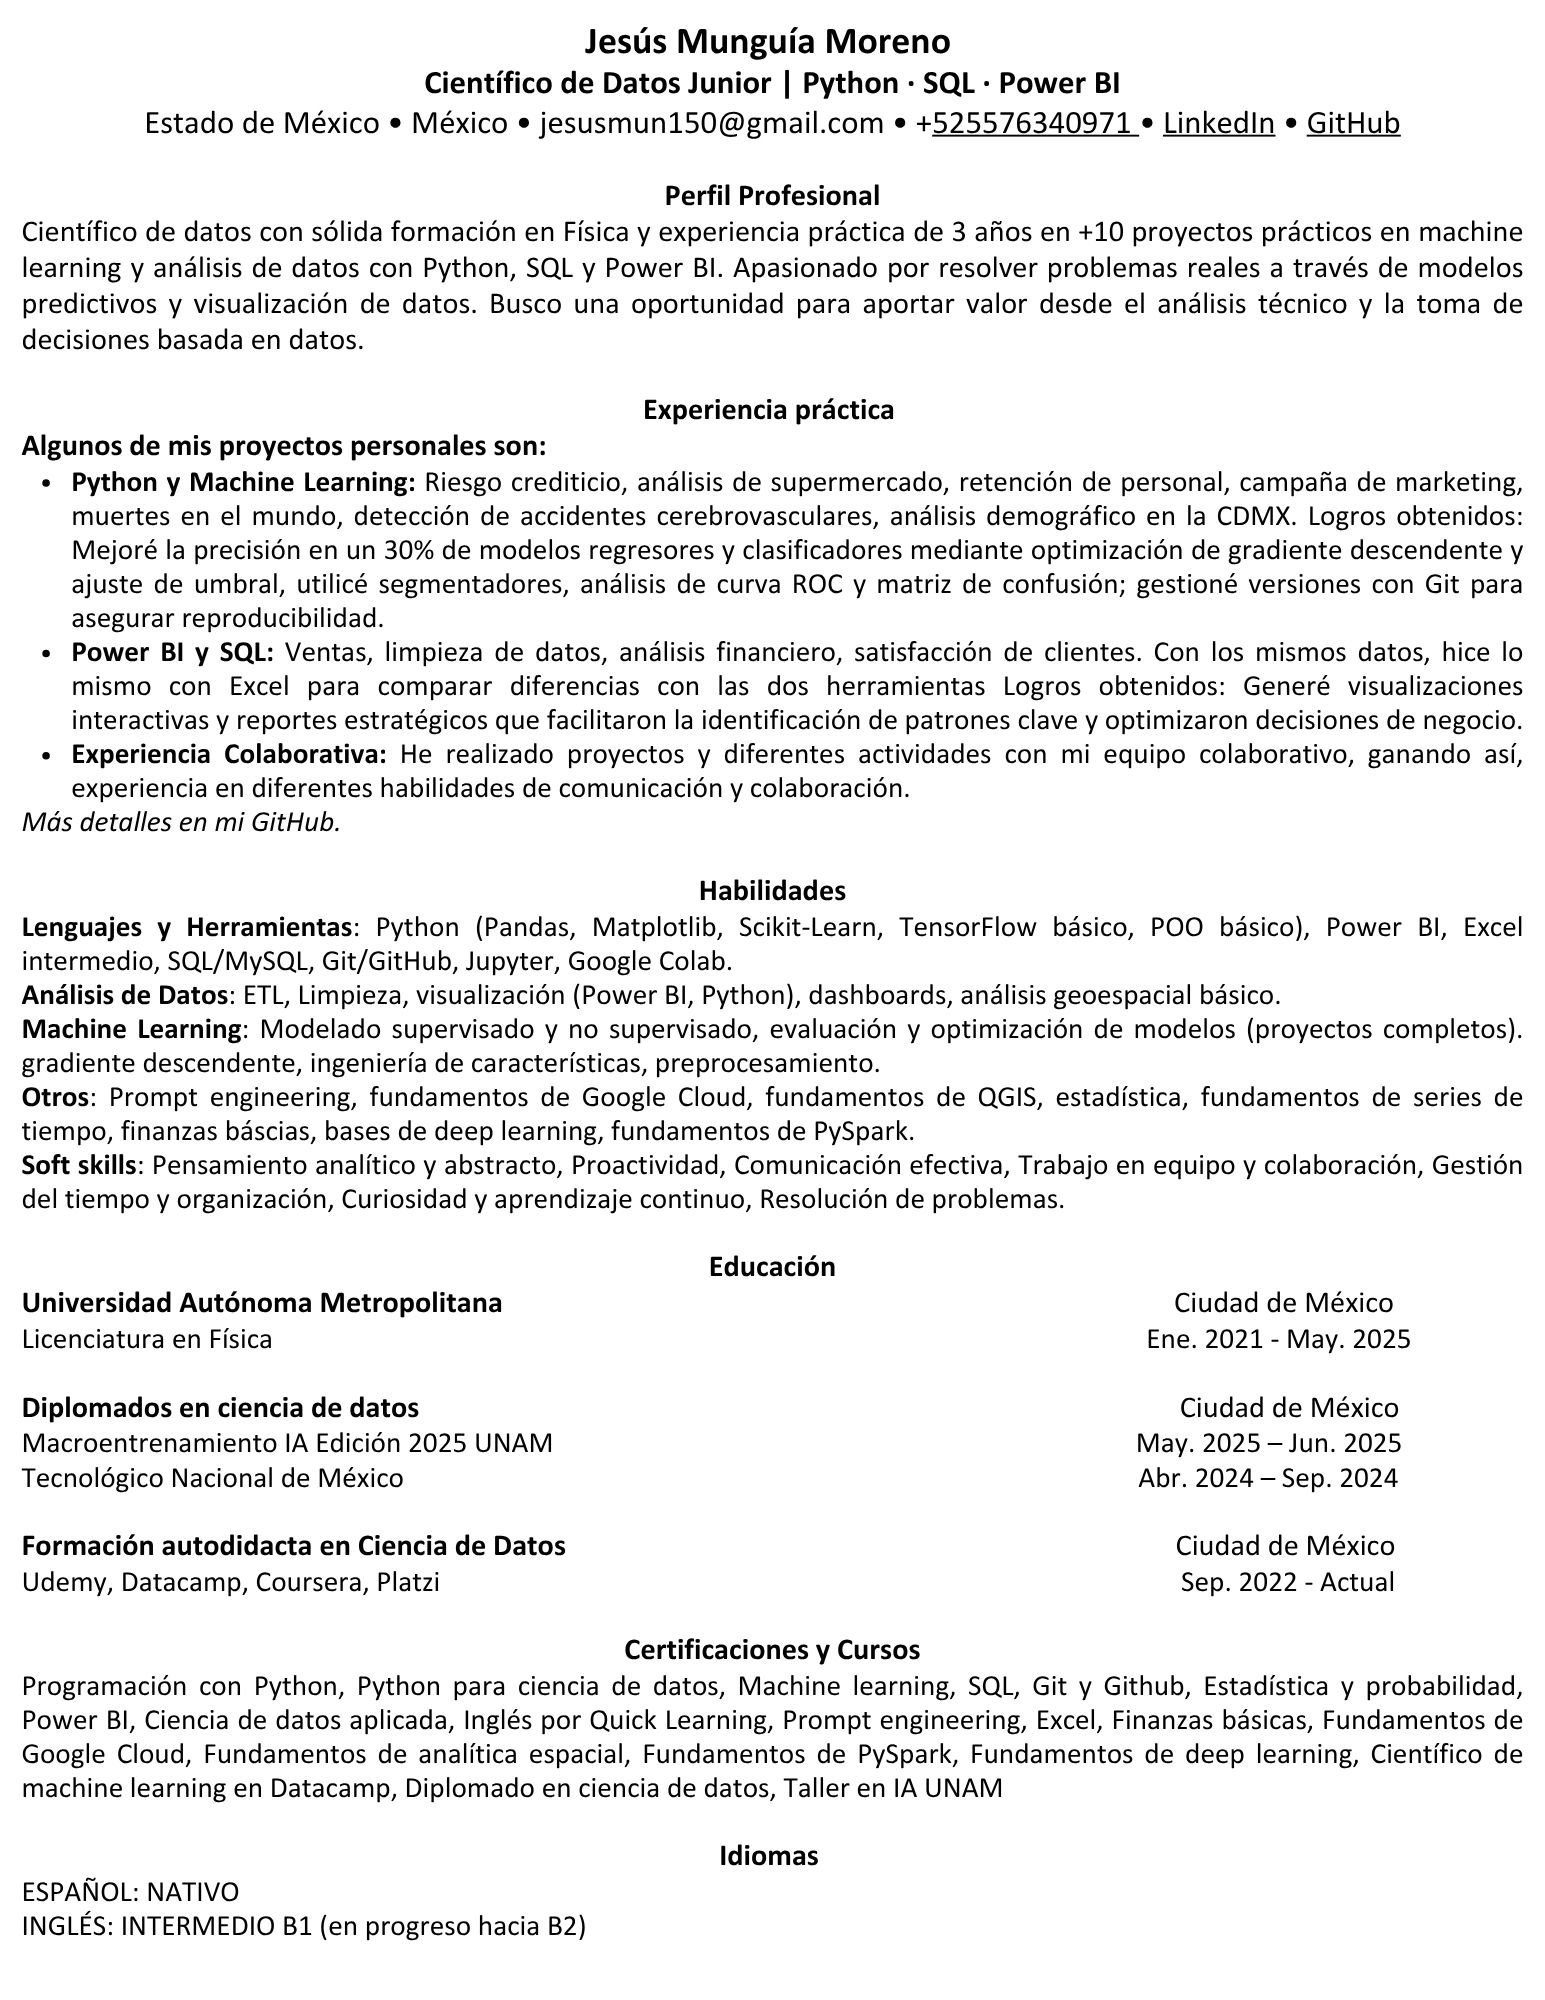 Jesús Munguía Moreno
Científico de Datos Junior | Python · SQL · Power BI
Estado de México • México • jesusmun150@gmail.com • +525576340971 • LinkedIn • GitHub
Perfil Profesional
Científico de datos con sólida formación en Física y experiencia práctica de 3 años en +10 proyectos prácticos en machine
learning y análisis de datos con Python, SQL y Power BI. Apasionado por resolver problemas reales a través de modelos
predictivos y visualización de datos. Busco una oportunidad para aportar valor desde el análisis técnico y la toma de
decisiones basada en datos.
Experiencia práctica
Algunos de mis proyectos personales son:
• Python y Machine Learning: Riesgo crediticio, análisis de supermercado, retención de personal, campaña de marketing,
muertes en el mundo, detección de accidentes cerebrovasculares, análisis demográfico en la CDMX. Logros obtenidos:
Mejoré la precisión en un 30% de modelos regresores y clasificadores mediante optimización de gradiente descendente y
ajuste de umbral, utilicé segmentadores, análisis de curva ROC y matriz de confusión; gestioné versiones con Git para
asegurar reproducibilidad.
• Power BI y SQL: Ventas, limpieza de datos, análisis financiero, satisfacción de clientes. Con los mismos datos, hice lo
mismo con Excel para comparar diferencias con las dos herramientas Logros obtenidos: Generé visualizaciones
interactivas y reportes estratégicos que facilitaron la identificación de patrones clave y optimizaron decisiones de negocio.
• Experiencia Colaborativa: He realizado proyectos y diferentes actividades con mi equipo colaborativo, ganando así,
experiencia en diferentes habilidades de comunicación y colaboración.
Más detalles en mi GitHub.
Habilidades
Lenguajes y Herramientas: Python (Pandas, Matplotlib, Scikit-Learn, TensorFlow básico, POO básico), Power BI, Excel
intermedio, SQL/MySQL, Git/GitHub, Jupyter, Google Colab.
Análisis de Datos: ETL, Limpieza, visualización (Power BI, Python), dashboards, análisis geoespacial básico.
Machine Learning: Modelado supervisado y no supervisado, evaluación y optimización de modelos (proyectos completos).
gradiente descendente, ingeniería de características, preprocesamiento.
Otros: Prompt engineering, fundamentos de Google Cloud, fundamentos de QGIS, estadística, fundamentos de series de
tiempo, finanzas báscias, bases de deep learning, fundamentos de PySpark.
Soft skills: Pensamiento analítico y abstracto, Proactividad, Comunicación efectiva, Trabajo en equipo y colaboración, Gestión
del tiempo y organización, Curiosidad y aprendizaje continuo, Resolución de problemas.
Educación
Universidad Autónoma Metropolitana Ciudad de México
Licenciatura en Física Ene. 2021 - May. 2025
Diplomados en ciencia de datos Ciudad de México
Macroentrenamiento IA Edición 2025 UNAM May. 2025 – Jun. 2025
Tecnológico Nacional de México Abr. 2024 – Sep. 2024
Formación autodidacta en Ciencia de Datos Ciudad de México
Udemy, Datacamp, Coursera, Platzi Sep. 2022 - Actual
Certificaciones y Cursos
Programación con Python, Python para ciencia de datos, Machine learning, SQL, Git y Github, Estadística y probabilidad,
Power BI, Ciencia de datos aplicada, Inglés por Quick Learning, Prompt engineering, Excel, Finanzas básicas, Fundamentos de
Google Cloud, Fundamentos de analítica espacial, Fundamentos de PySpark, Fundamentos de deep learning, Científico de
machine learning en Datacamp, Diplomado en ciencia de datos, Taller en IA UNAM
Idiomas
ESPAÑOL: NATIVO
INGLÉS: INTERMEDIO B1 (en progreso hacia B2)